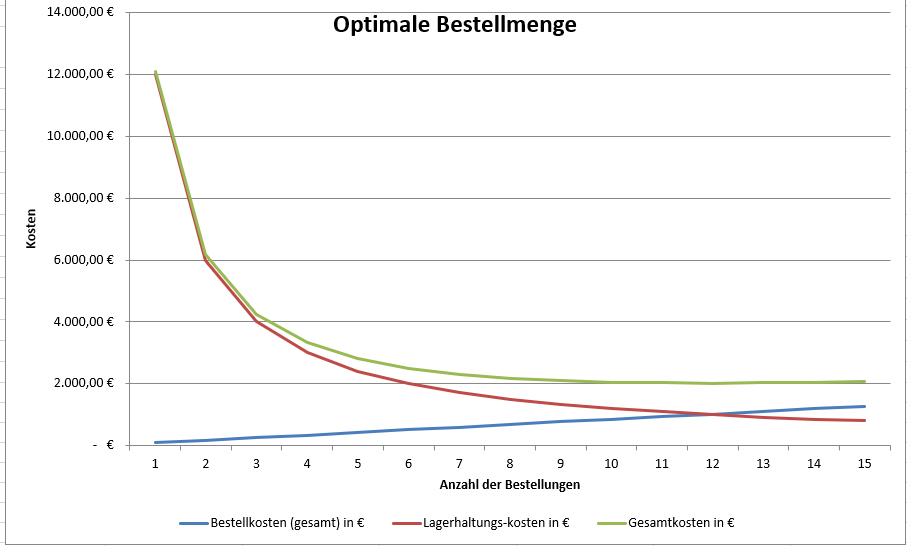 Optimale Bestellmenge
14.000,00 €
12.000,00 €
10.000,00 €
8.000,00 €
6.000,00 €
4.000,00 €
2.000,00 €
- €
Kosten
1 2 3 4 5 6 7 8 9 10 11 12 13 14 15
Anzahl der Bestellungen
Bestellkosten (gesamt) in € Lagerhaltungs-kosten in € Gesamtkosten in €